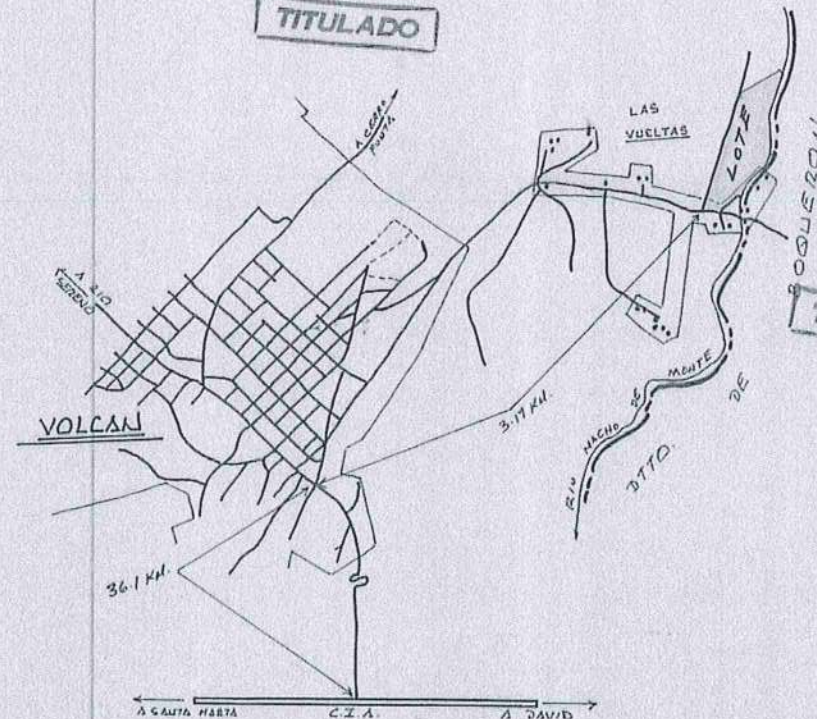 TITULADO
A CERRO
PUNTA
LAS
VUELTAS
LOTE
BOQUERON
A RIO
SERENO
VOLCAN
3.17 KM.
RIO MACHO DE MONTE
DTTO. DE
36.1 KM.
A SANTA MARTA
C.I.A.
A DAVID